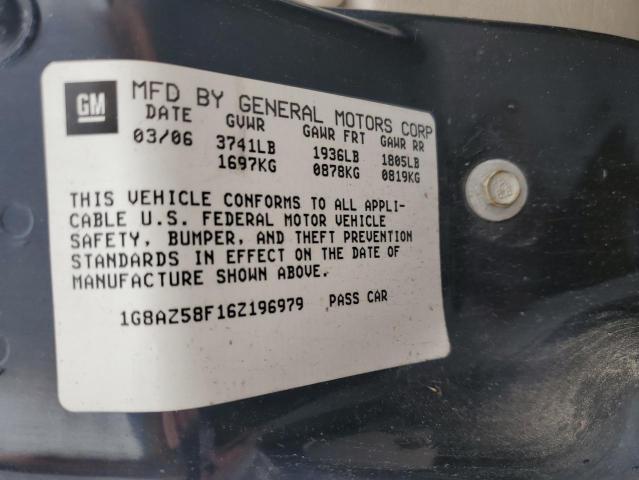 GM
MFD BY GENERAL MOTORS CORP
DATE GVWR GAWR FRT GAWR RR
03/06 3741LB 1936LB 1805LB
1697KG 0878KG 0819KG
THIS VEHICLE CONFORMS TO ALL APPLI-
CABLE U.S. FEDERAL MOTOR VEHICLE
SAFETY, BUMPER, AND THEFT PREVENTION
STANDARDS IN EFFECT ON THE DATE OF
MANUFACTURE SHOWN ABOVE.
1G8AZ58F16Z196979 PASS CAR